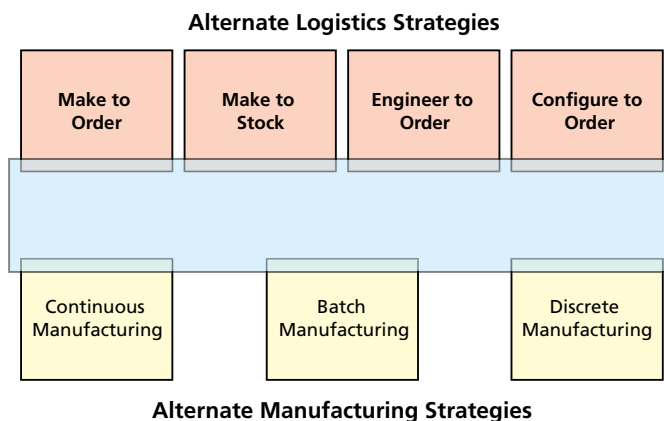 Alternate Logistics Strategies
Make to
Order
Make to
Stock
Engineer to
Order
Configure to
Order
Continuous
Manufacturing
Batch
Manufacturing
Discrete
Manufacturing
Alternate Manufacturing Strategies